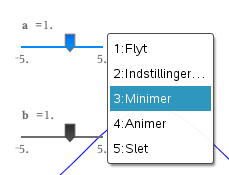 a =1.
-5. 5.
1:Flyt
2:Indstillinger...
3:Minimer
4:Animer
5:Slet
b =1.
-5. 5.